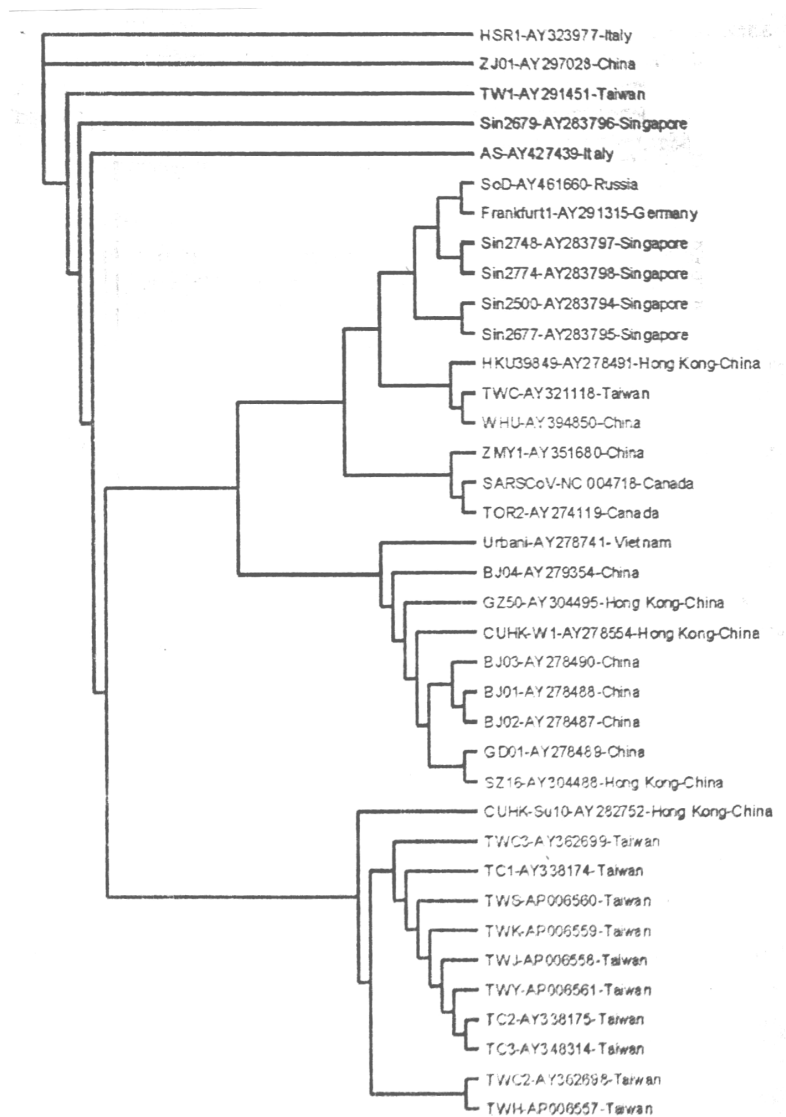 HSR1-AY323977-Italy
ZJ01-AY297028-China
TW1-AY291451-Taiwan
Sin2679-AY283796-Singapore
AS-AY427439-Italy
SoD-AY461660-Russia
Frankfurt1-AY291315-Germany
Sin2748-AY283797-Singapore
Sin2774-AY283798-Singapore
Sin2500-AY283794-Singapore
Sin2677-AY283795-Singapore
HKU39849-AY278491-Hong Kong-China
TWC-AY321118-Taiwan
WHU-AY394850-China
ZMY1-AY351680-China
SARSCoV-NC 004718-Canada
TOR2-AY274119-Canada
Urbani-AY278741-Vietnam
BJ04-AY279354-China
GZ50-AY304495-Hong Kong-China
CUHK-W1-AY278554-Hong Kong-China
BJ03-AY278490-China
BJ01-AY278488-China
BJ02-AY278487-China
GD01-AY278489-China
SZ16-AY304488-Hong Kong-China
CUHK-Su10-AY282752-Hong Kong-China
TWC3-AY362699-Taiwan
TC1-AY338174-Taiwan
TWS-AP006560-Taiwan
TWK-AP006559-Taiwan
TWJ-AP006558-Taiwan
TWY-AP006561-Taiwan
TC2-AY338175-Taiwan
TC3-AY348314-Taiwan
TWC2-AY362698-Taiwan
TWH-AP006557-Taiwan